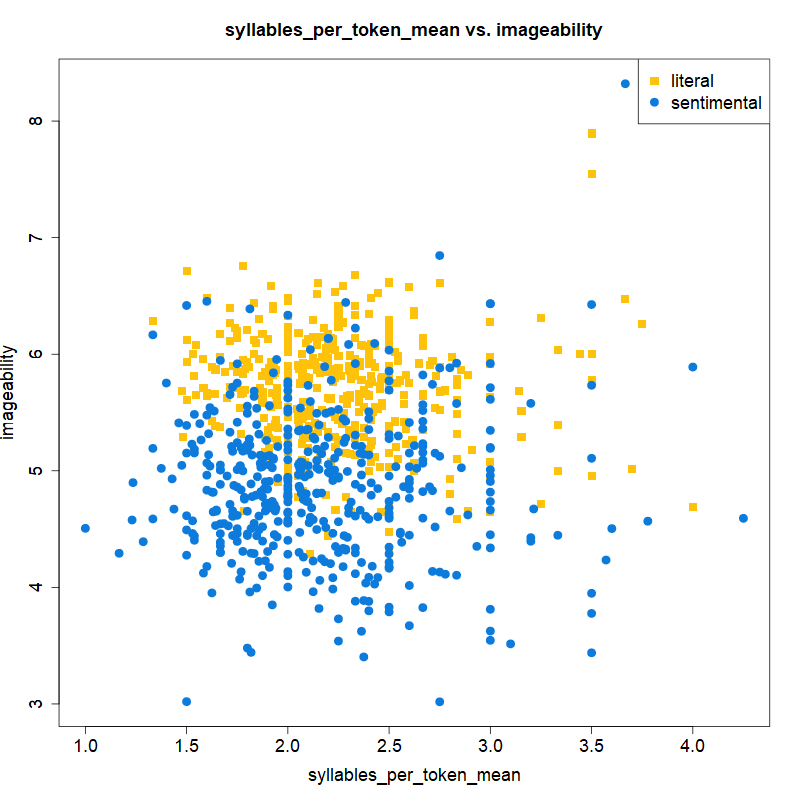 syllables_per_token_mean vs. imageability
literal
sentimental
8
7
6
5
4
3
imageability
1.0 1.5 2.0 2.5 3.0 3.5 4.0
syllables_per_token_mean